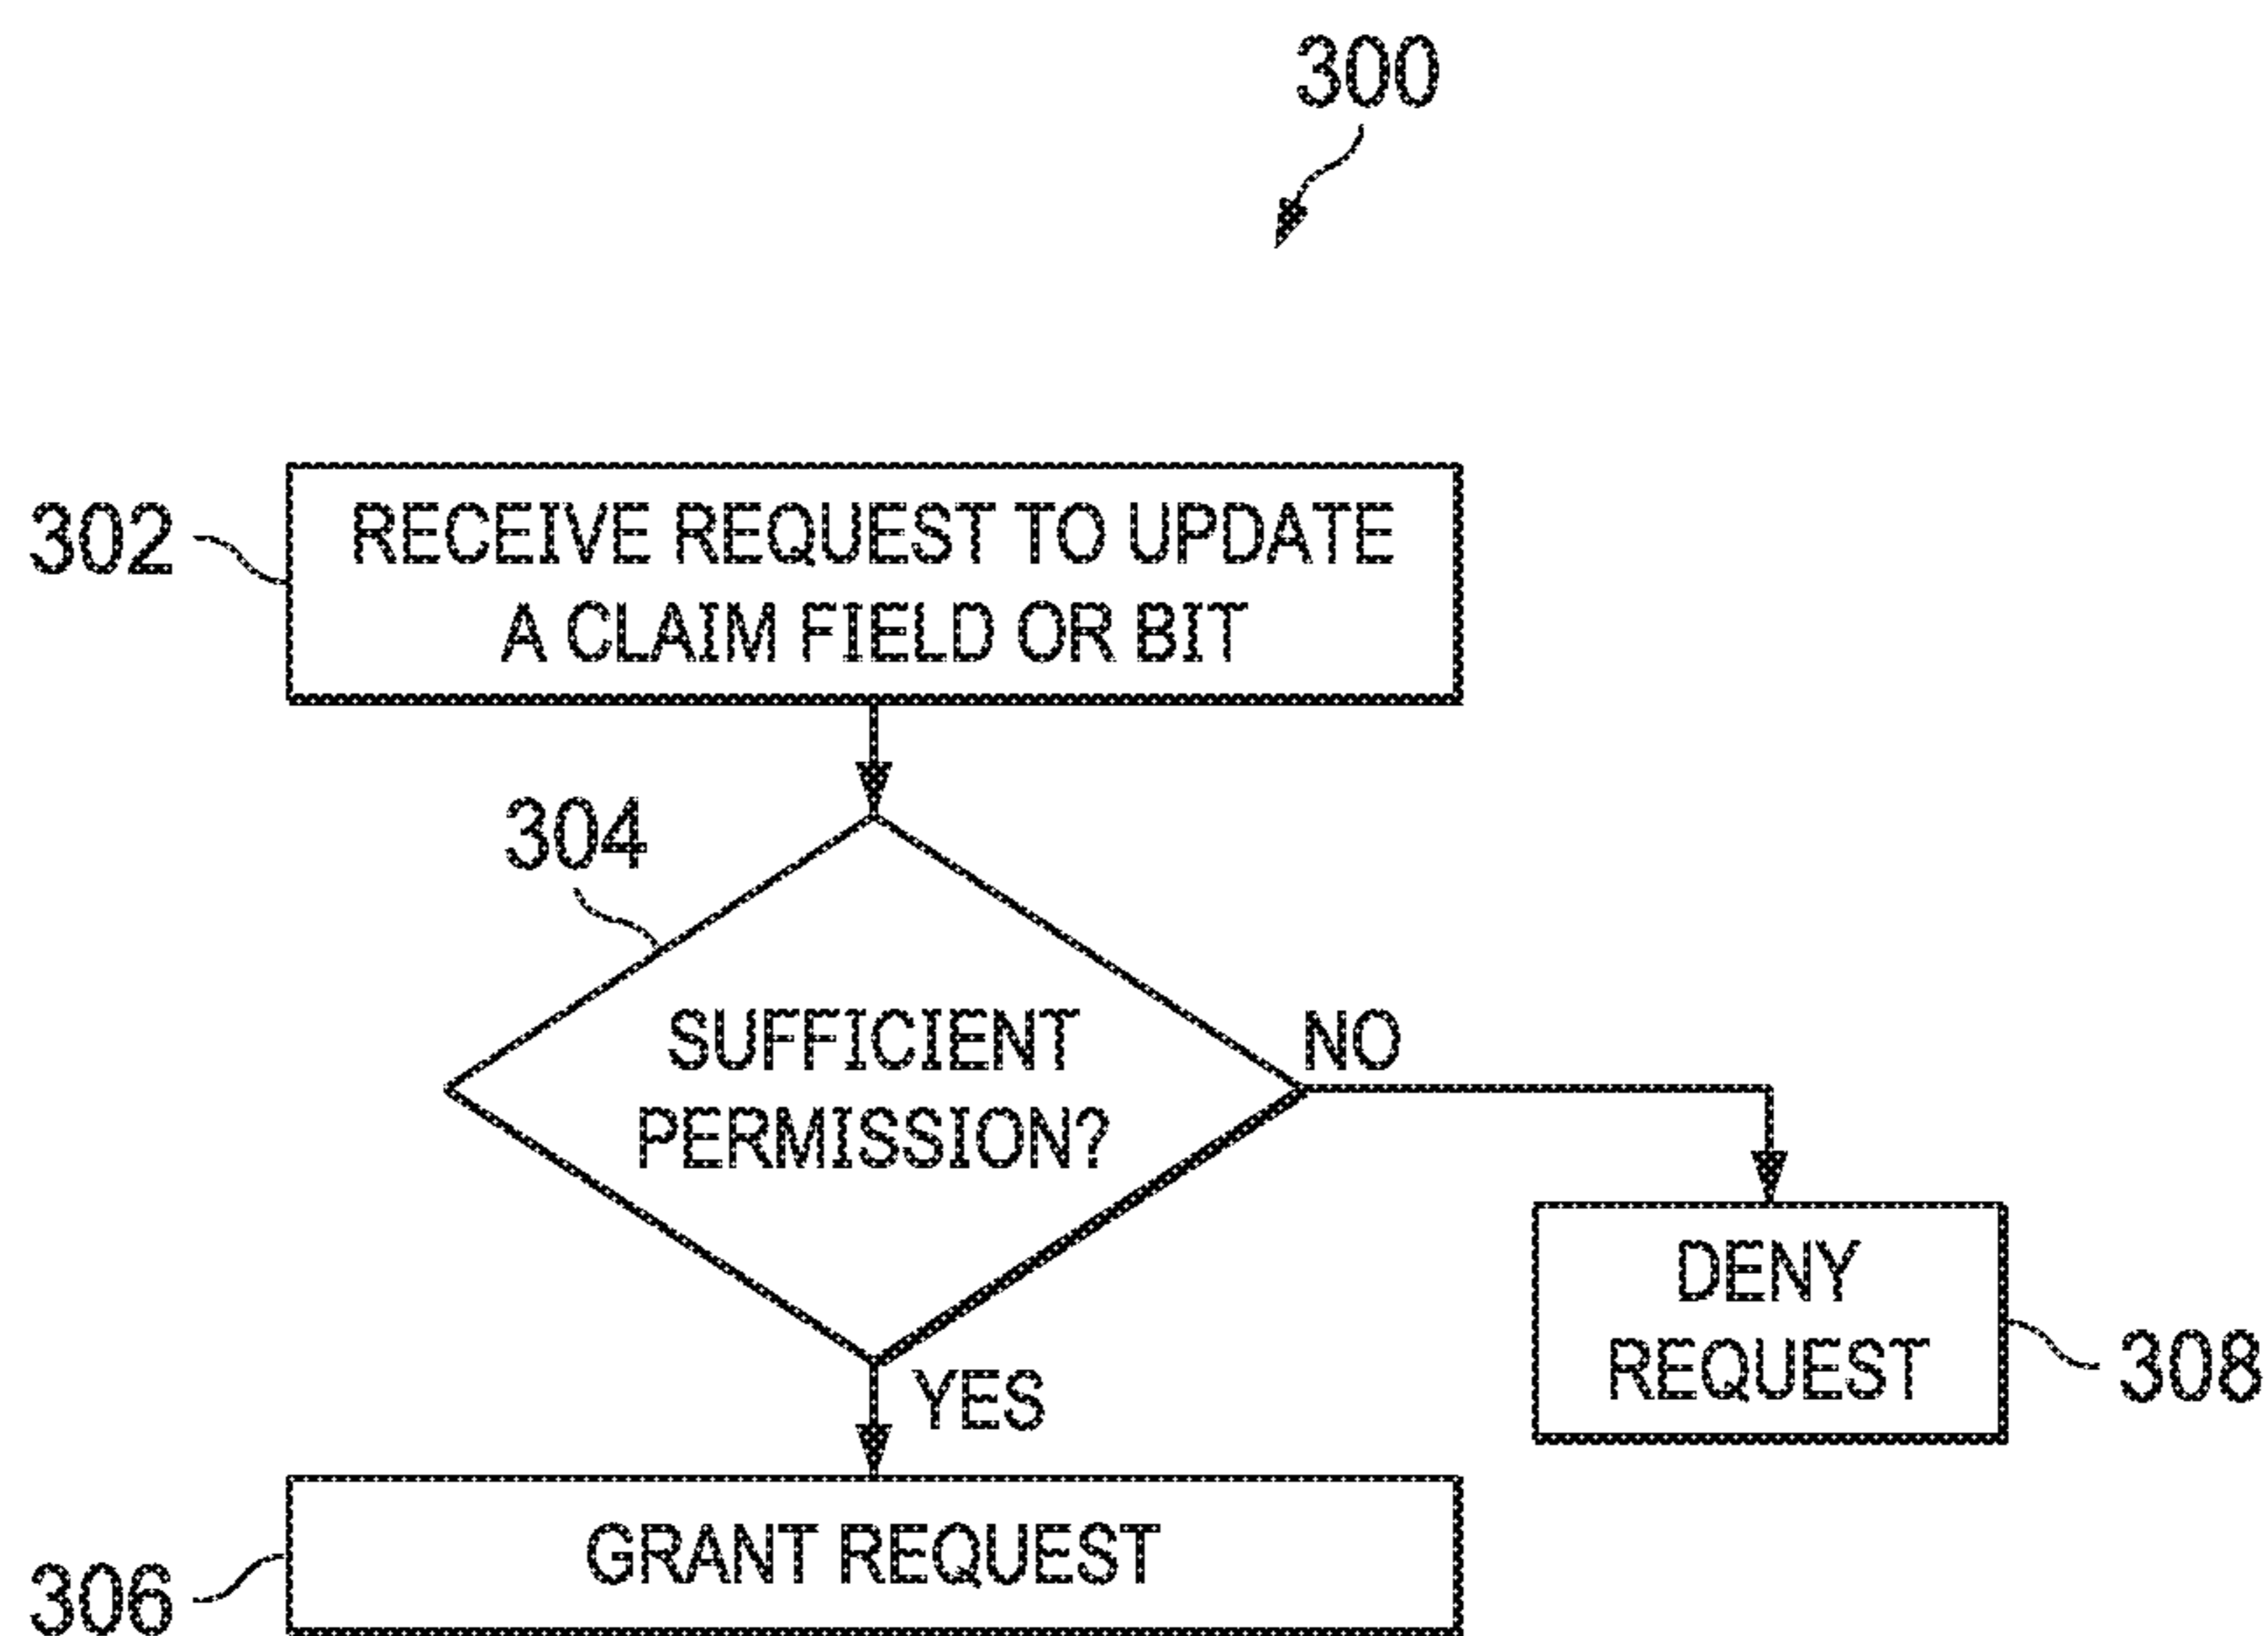 300
302
RECEIVE REQUEST TO UPDATE
A CLAIM FIELD OR BIT
304
SUFFICIENT
PERMISSION?
NO
YES
DENY
REQUEST
308
306
GRANT REQUEST